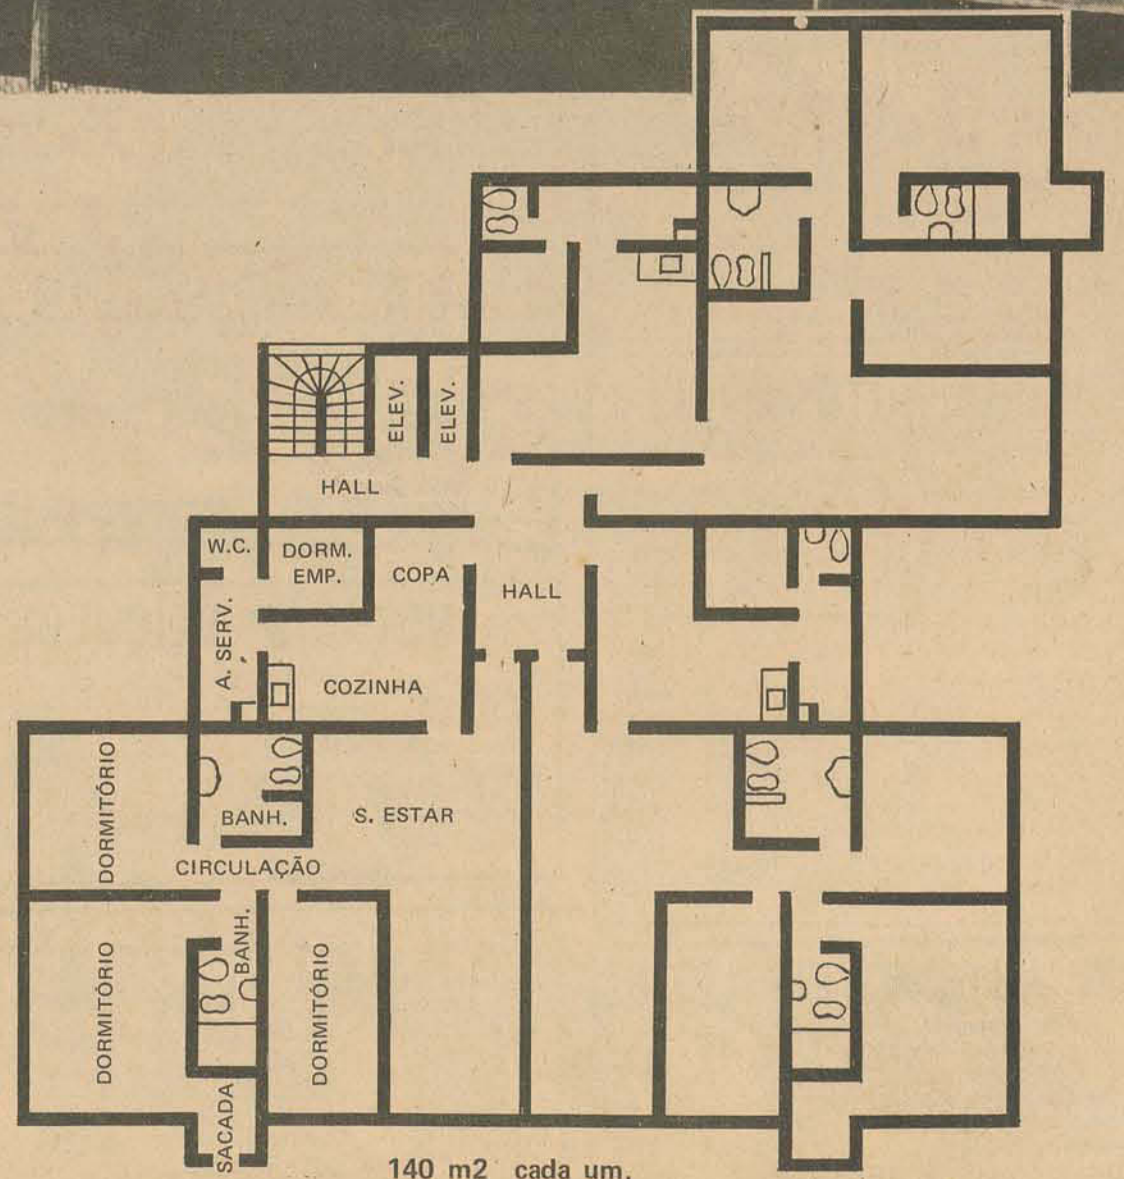 ELEV.
ELEV.
HALL
W.C.
DORM.
EMP.
COPA
HALL
A. SERV.
COZINHA
DORMITÓRIO
BANH.
S. ESTAR
CIRCULAÇÃO
BANH.
DORMITÓRIO
DORMITÓRIO
SACADA
140 m2 cada um.